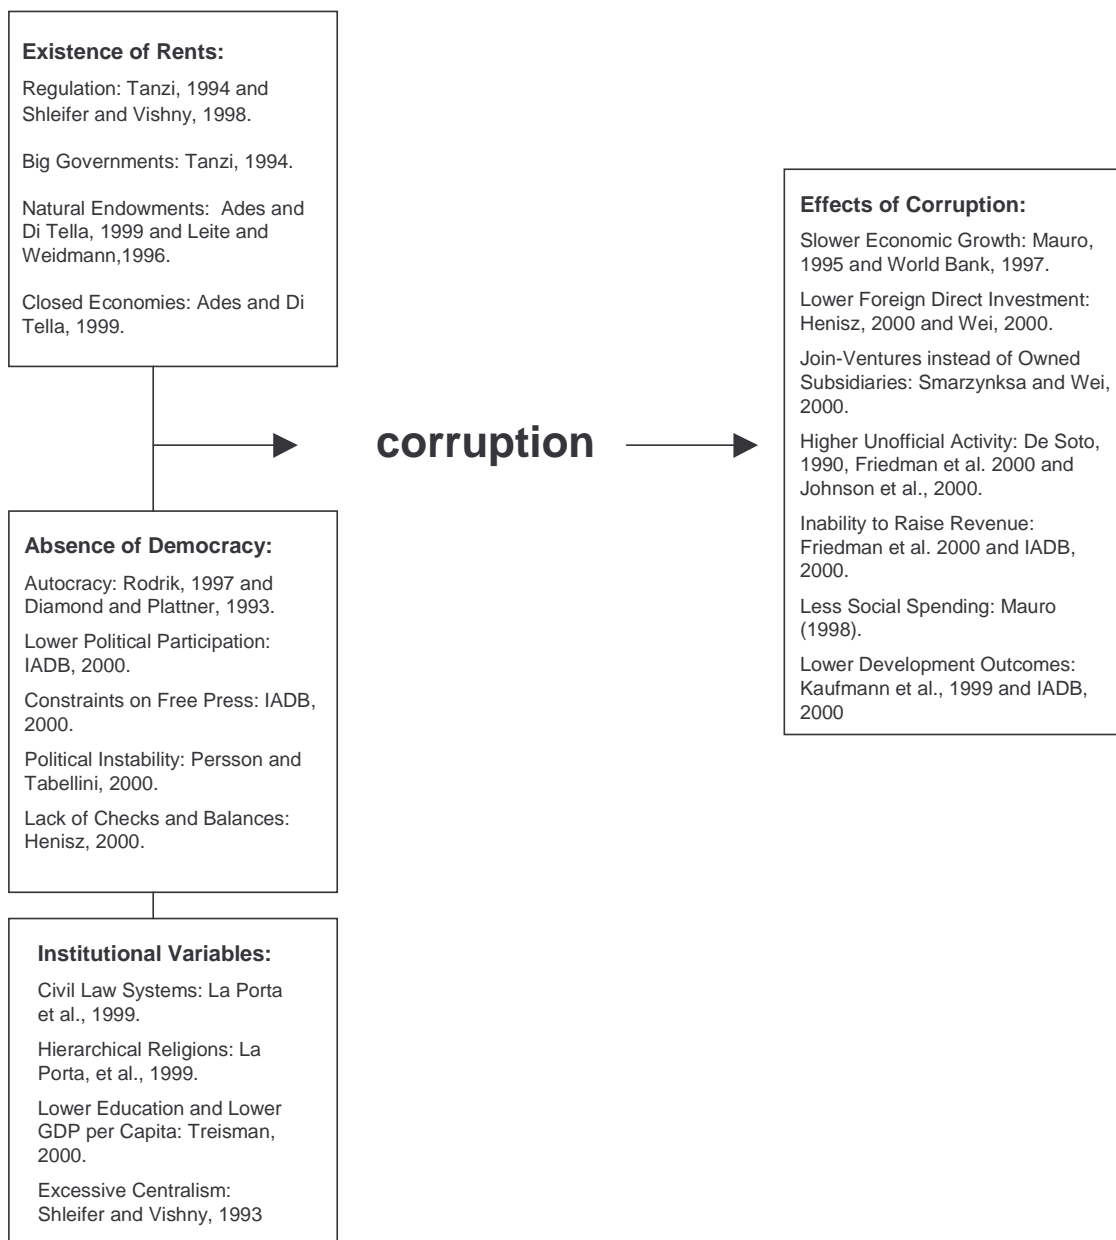 Existence of Rents:
Regulation: Tanzi, 1994 and
Shleifer and Vishny, 1998.
Big Governments: Tanzi, 1994.
Natural Endowments: Ades and
Di Tella, 1999 and Leite and
Weidmann,1996.
Closed Economies: Ades and Di
Tella, 1999.
corruption
Absence of Democracy:
Autocracy: Rodrik, 1997 and
Diamond and Plattner, 1993.
Lower Political Participation:
IADB, 2000.
Constraints on Free Press: IADB,
2000.
Political Instability: Persson and
Tabellini, 2000.
Lack of Checks and Balances:
Henisz, 2000.
Institutional Variables:
Civil Law Systems: La Porta
et al., 1999.
Hierarchical Religions: La
Porta, et al., 1999.
Lower Education and Lower
GDP per Capita: Treisman,
2000.
Excessive Centralism:
Shleifer and Vishny, 1993
Effects of Corruption:
Slower Economic Growth: Mauro,
1995 and World Bank, 1997.
Lower Foreign Direct Investment:
Henisz, 2000 and Wei, 2000.
Join-Ventures instead of Owned
Subsidiaries: Smarzynksa and Wei,
2000.
Higher Unofficial Activity: De Soto,
1990, Friedman et al. 2000 and
Johnson et al., 2000.
Inability to Raise Revenue:
Friedman et al. 2000 and IADB,
2000.
Less Social Spending: Mauro
(1998).
Lower Development Outcomes:
Kaufmann et al., 1999 and IADB,
2000